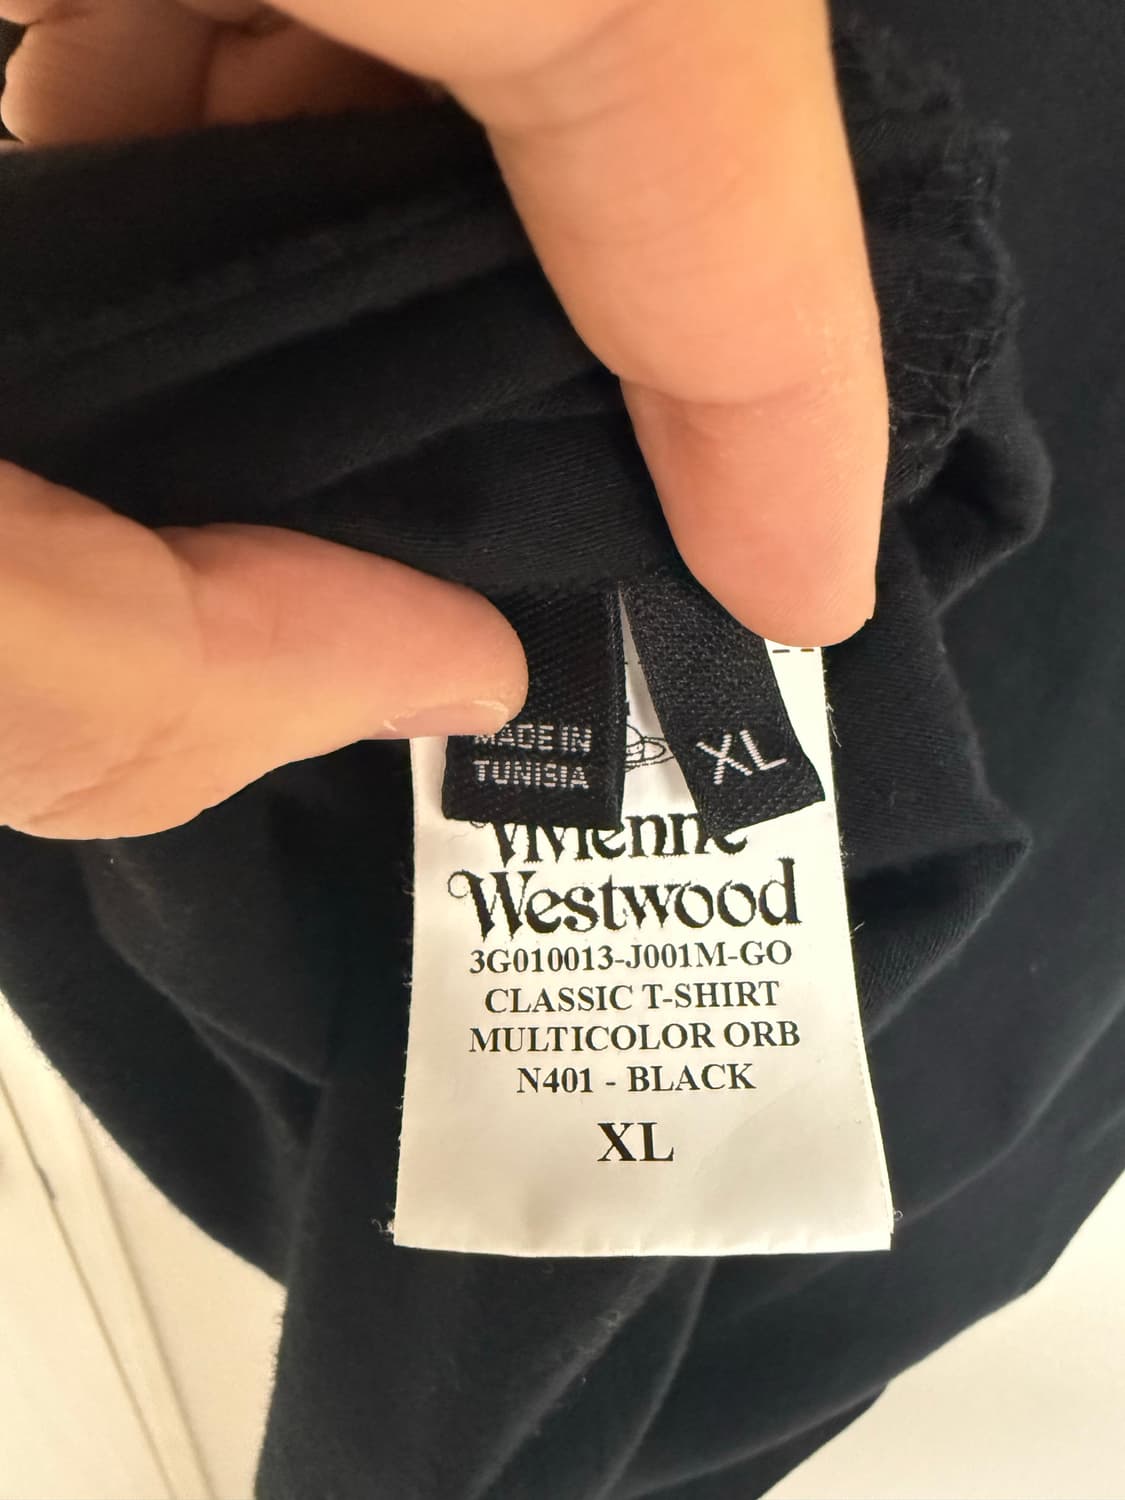 MADE IN
TUNISIA
XL
Vivienne
Westwood
3G010013-J001M-GO
CLASSIC T-SHIRT
MULTICOLOR ORB
N401 - BLACK
XL